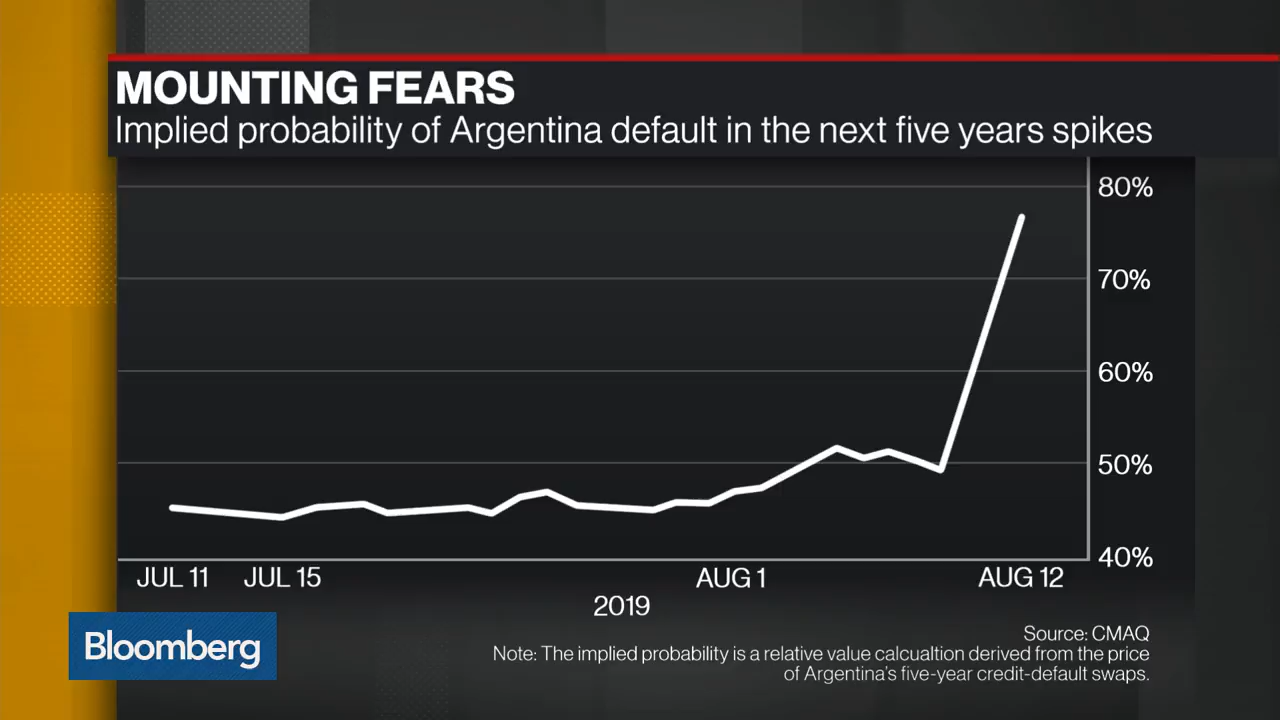 MOUNTING FEARS
Implied probability of Argentina default in the next five years spikes
80%
70%
60%
50%
40%
JUL 11 JUL 15 AUG 1 AUG 12
2019
Bloomberg
Source: CMAQ
Note: The implied probability is a relative value calcualtion derived from the price
of Argentina's five-year credit-default swaps.